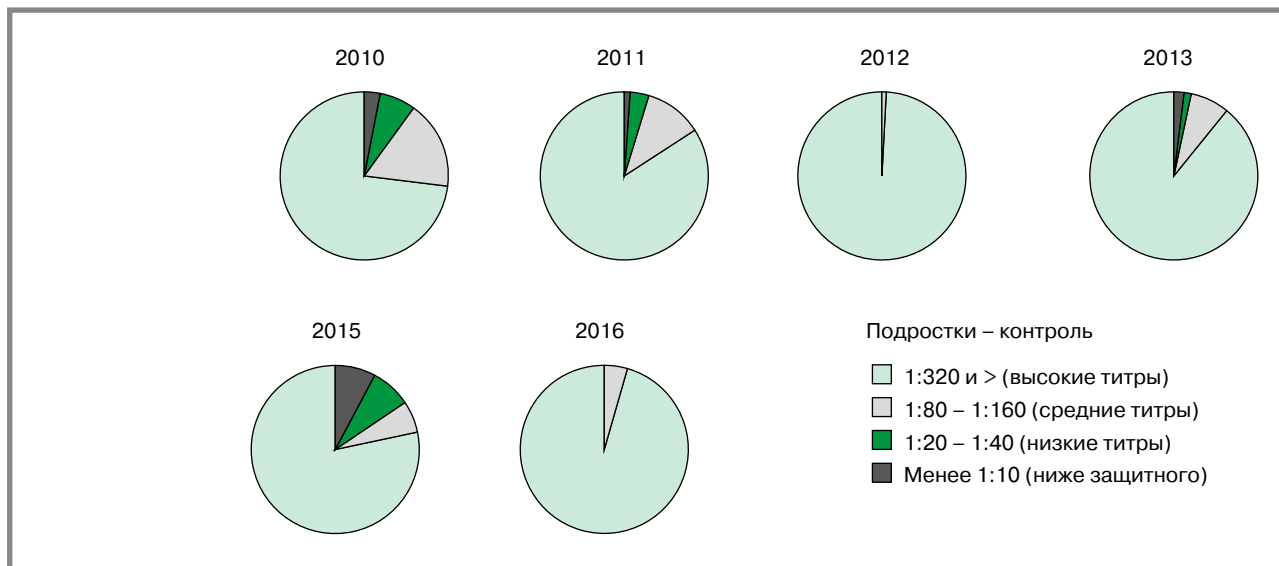 2010
2011
2012
2013
2015
2016
Подростки – контроль
1:320 и > (высокие титры)
1:80 – 1:160 (средние титры)
1:20 – 1:40 (низкие титры)
Менее 1:10 (ниже защитного)